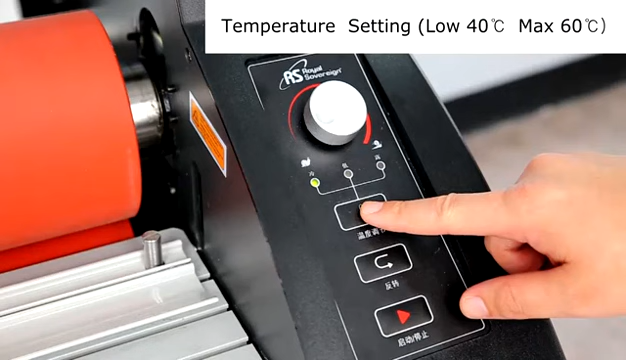 Temperature Setting (Low 40℃ Max 60℃)
RS Royal
Sovereign
冷 低 高
温度调
反转
启动/停止